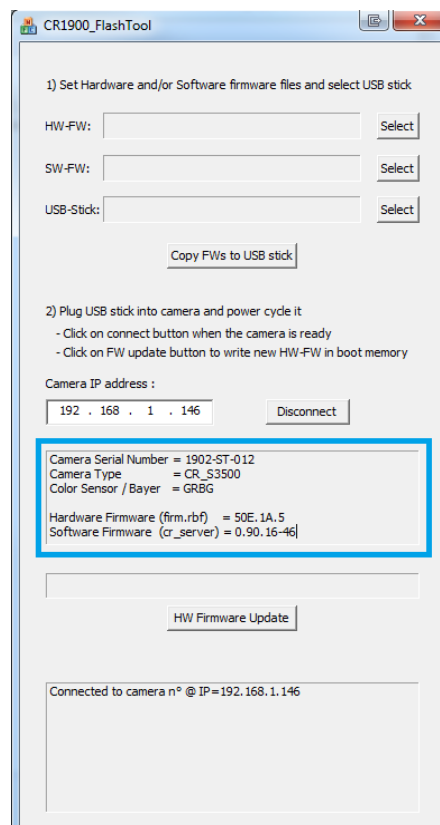 CR1900_FlashTool
1) Set Hardware and/or Software firmware files and select USB stick
HW-FW: Select
SW-FW: Select
USB-Stick: Select
Copy FWs to USB stick
2) Plug USB stick into camera and power cycle it
- Click on connect button when the camera is ready
- Click on FW update button to write new HW-FW in boot memory
Camera IP address :
192 . 168 . 1 . 146 Disconnect
Camera Serial Number = 1902-ST-012
Camera Type = CR_S3500
Color Sensor / Bayer = GRBG
Hardware Firmware (firm.rbf) = 50E.1A.5
Software Firmware (cr_server) = 0.90.16-46
HW Firmware Update
Connected to camera n° @ IP=192.168.1.146